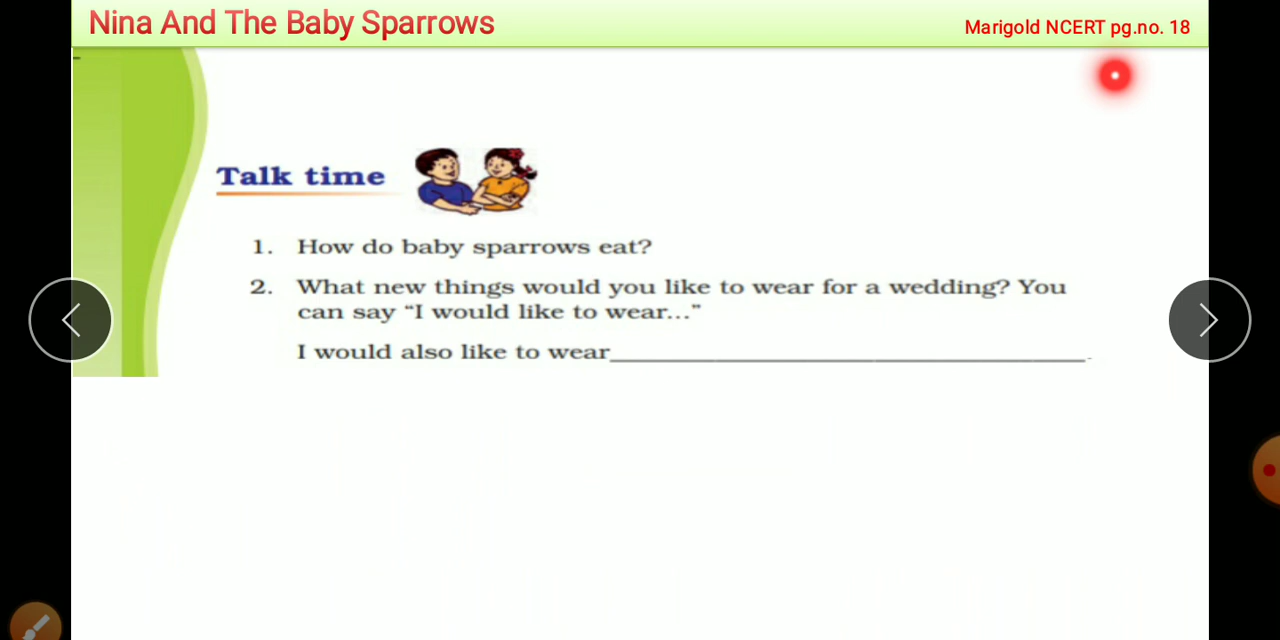 Nina And The Baby Sparrows
Marigold NCERT pg.no. 18
Talk time
1. How do baby sparrows eat?
2. What new things would you like to wear for a wedding? You
can say “I would like to wear...”
I would also like to wear________________________________.